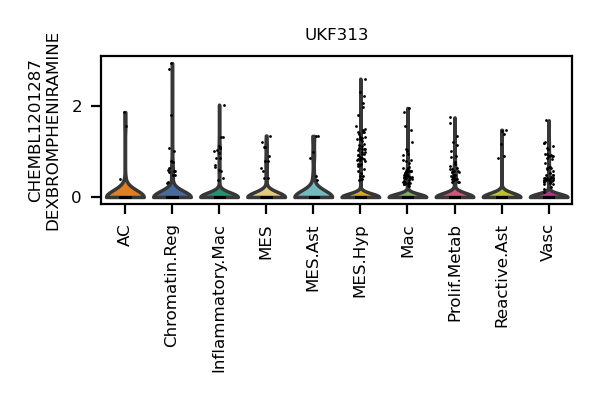 UKF313
CHEMBL1201287
DEXBROMPHENIRAMINE
2
0
AC
Chromatin.Reg
Inflammatory.Mac
MES
MES.Ast
MES.Hyp
Mac
Prolif.Metab
Reactive.Ast
Vasc